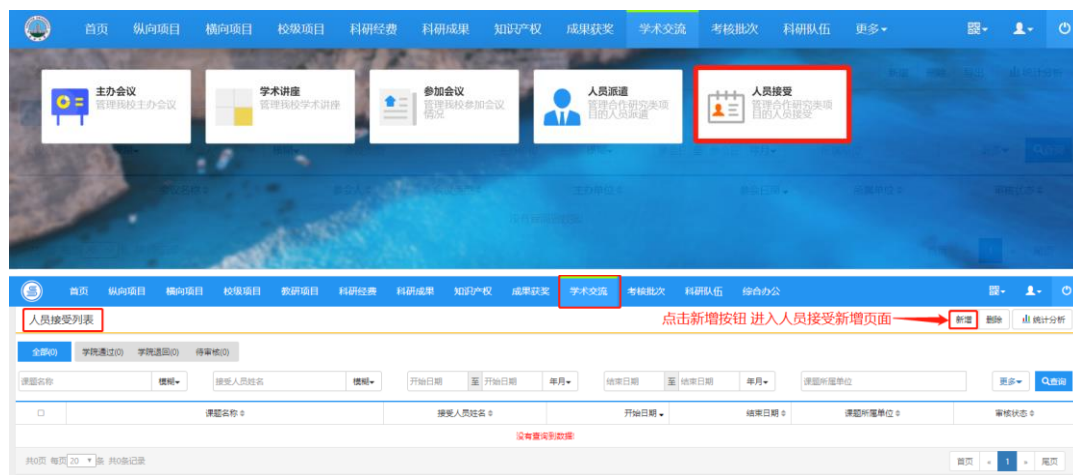 首页 纵向项目 横向项目 校级项目 科研经费 科研成果 知识产权 成果获奖 学术交流 考核批次 科研队伍 更多
主办会议 管理我校主办会议
学术讲座 管理我校学术讲座
参加会议 管理我校参加会议情况
人员派遣 管理合作研究类项目的人员派遣
人员接受 管理合作研究类项目的人员接受
首页 纵向项目 横向项目 校级项目 教研项目 科研经费 科研成果 知识产权 成果获奖 学术交流 考核批次 科研队伍 综合办公
人员接受列表 点击新增按钮 进入人员接受新增页面 新增 删除 统计分析
全部(0) 学院通过(0) 学院退回(0) 待审核(0)
课题名称 模糊 接受人员姓名 模糊 开始日期 至 开始日期 年月 结束日期 至 结束日期 年月 课题所属单位 更多 查询
课题名称 接受人员姓名 开始日期 结束日期 课题所属单位 审核状态
没有查询到数据!
共0页 每页 20 条 共0条记录 首页 « 1 » 尾页